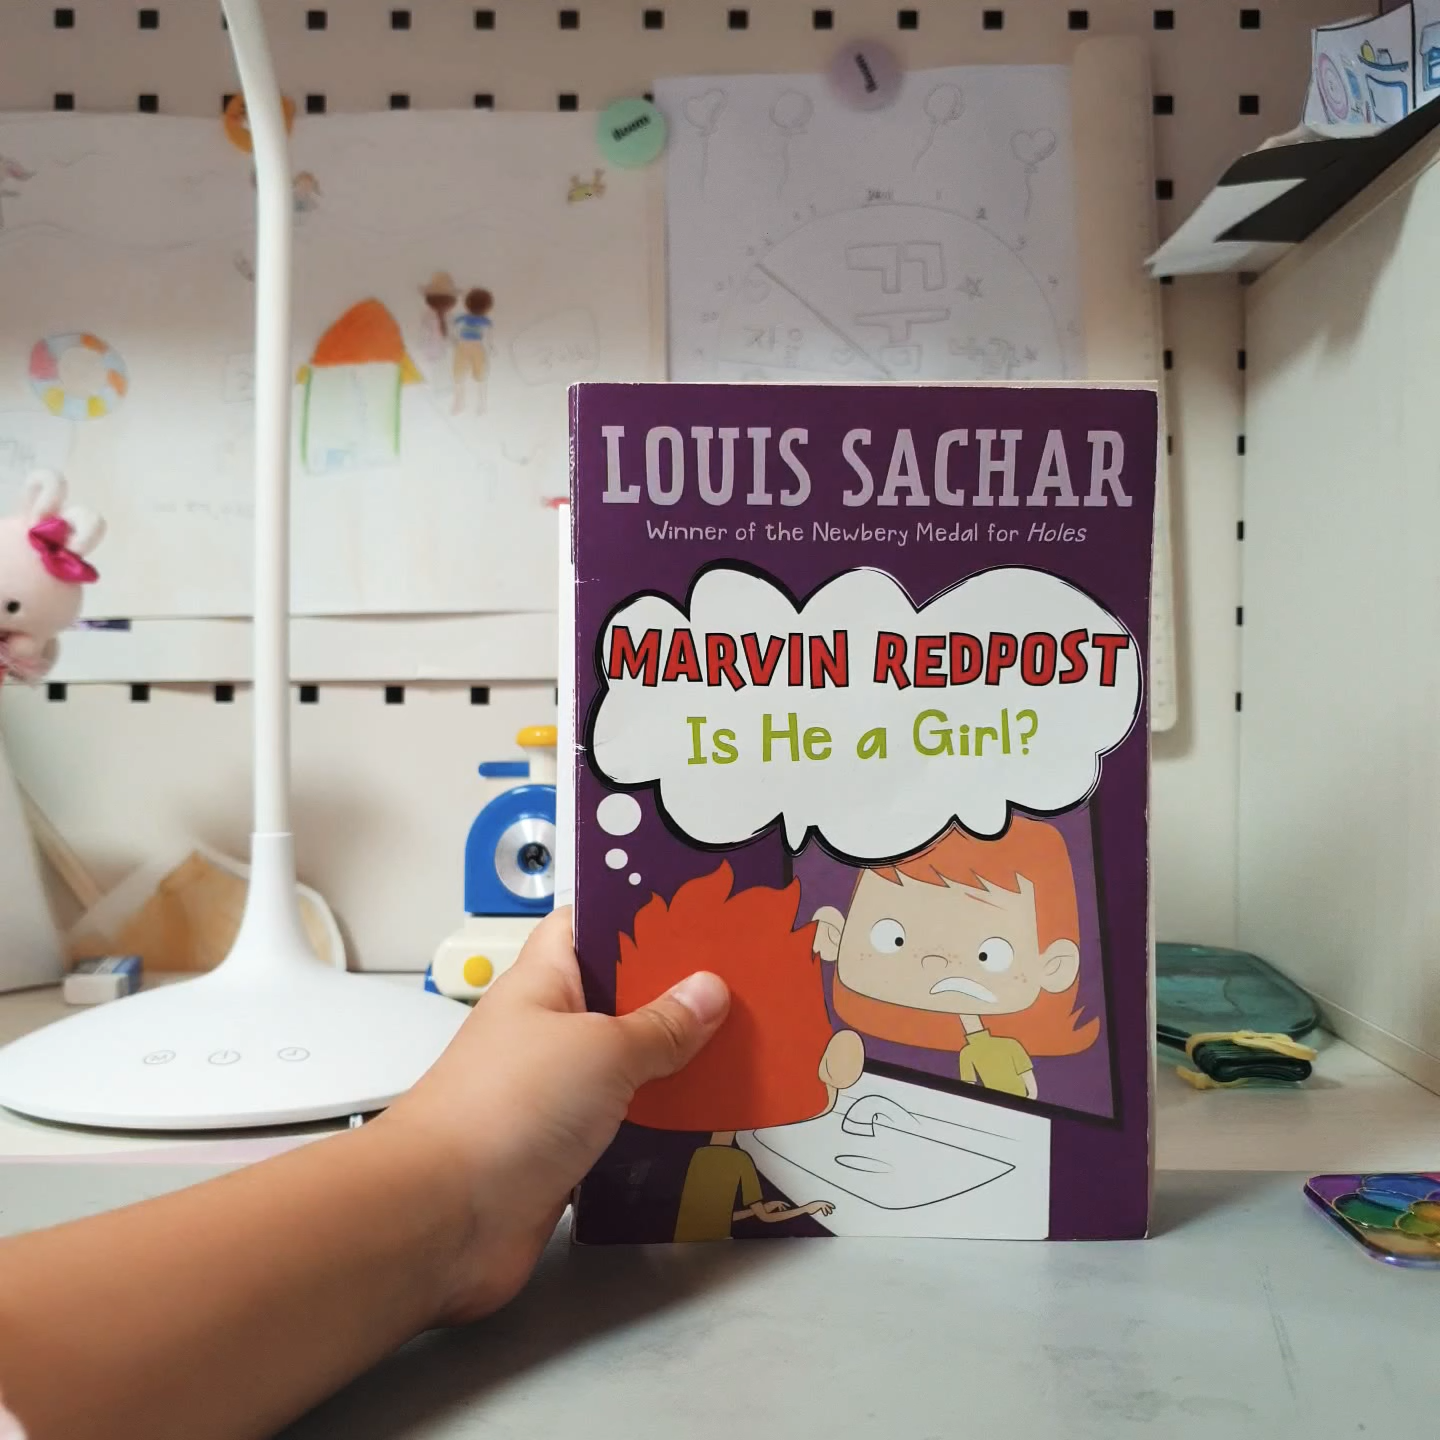 LOUIS SACHAR
Winner of the Newbery Medal for Holes
MARVIN REDPOST
Is He a Girl?